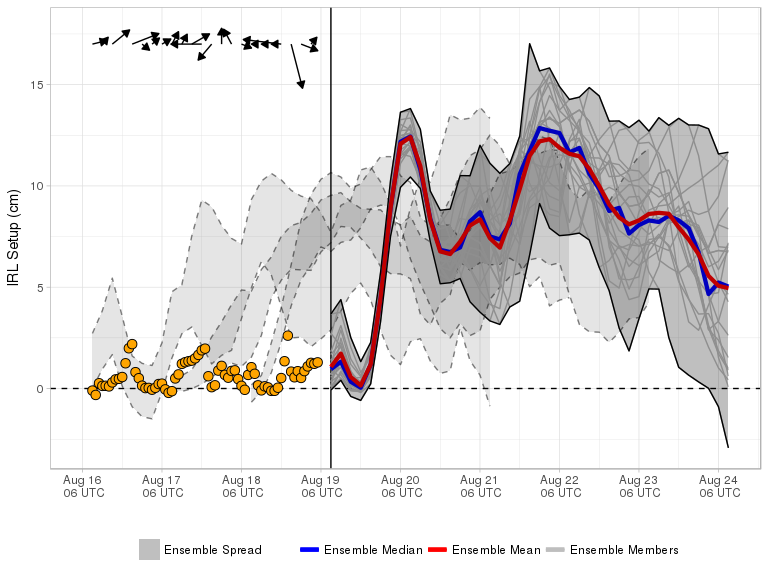 IRL Setup (cm)
15
10
5
0
Aug 16 Aug 17 Aug 18 Aug 19 Aug 20 Aug 21 Aug 22 Aug 23 Aug 24
06 UTC 06 UTC 06 UTC 06 UTC 06 UTC 06 UTC 06 UTC 06 UTC 06 UTC
Ensemble Spread Ensemble Median Ensemble Mean Ensemble Members